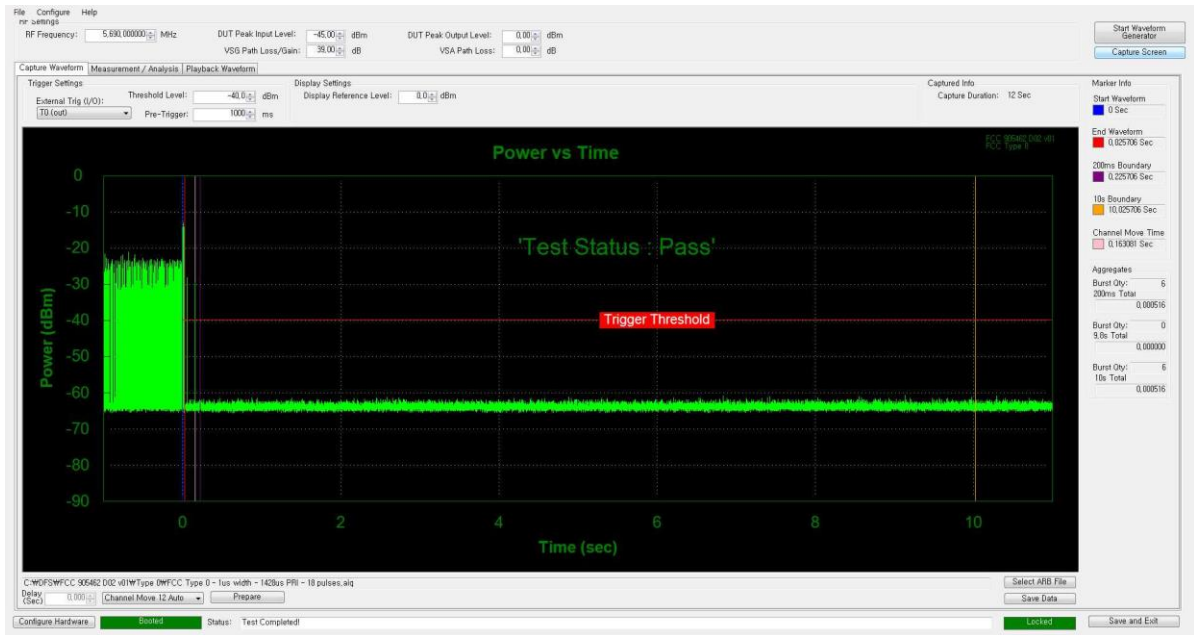 File Configure Help
RF Settings
RF Frequency: 5,690,000000 MHz DUT Peak Input Level: -45,00 dBm DUT Peak Output Level: 0,00 dBm
VSG Path Loss/Gain: 39,00 dB VSA Path Loss: 0,00 dB
Start Waveform Generator
Capture Screen
Capture Waveform Measurement / Analysis Playback Waveform
Trigger Settings
External Trig (I/O): Threshold Level: -40,0 dBm
T0 (out) Pre-Trigger: 1000 ms
Display Settings
Display Reference Level: 0,0 dBm
Captured Info
Capture Duration: 12 Sec
Marker Info
Start Waveform
0 Sec
End Waveform
0,025706 Sec
200ms Boundary
0,225706 Sec
10s Boundary
10,025706 Sec
Channel Move Time
0,163081 Sec
Aggregates
Burst Qty: 6
200ms Total
0,000516
Burst Qty: 0
9,8s Total
0,000000
Burst Qty: 6
10s Total
0,000516
Power vs Time
FCC 905462 D02 v01
FCC Type 0
'Test Status : Pass'
Trigger Threshold
Power (dBm)
0
-10
-20
-30
-40
-50
-60
-70
-80
-90
0 2 4 6 8 10
Time (sec)
C:₩DFS₩FCC 905462 D02 v01₩Type 0₩FCC Type 0 - 1us width - 1428us PRI - 18 pulses.aiq
Select ARB File
Delay (Sec) 0,000 Channel Move 12 Auto Prepare
Save Data
Configure Hardware Booted Status: Test Completed! Locked Save and Exit